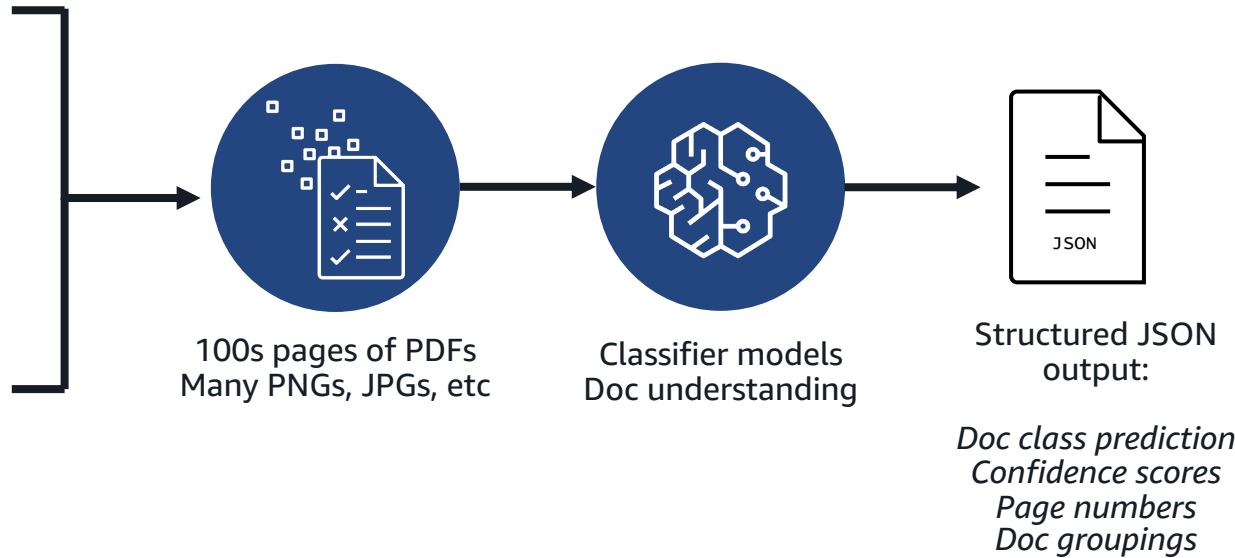 100s pages of PDFs
Many PNGs, JPGs, etc
Classifier models
Doc understanding
JSON
Structured JSON
output:
Doc class prediction
Confidence scores
Page numbers
Doc groupings